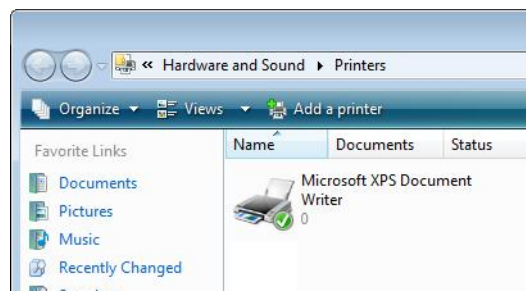 « Hardware and Sound ▸ Printers
Organize Views Add a printer
Favorite Links
Name Documents Status
Documents
Pictures
Music
Recently Changed
Microsoft XPS Document
Writer
0